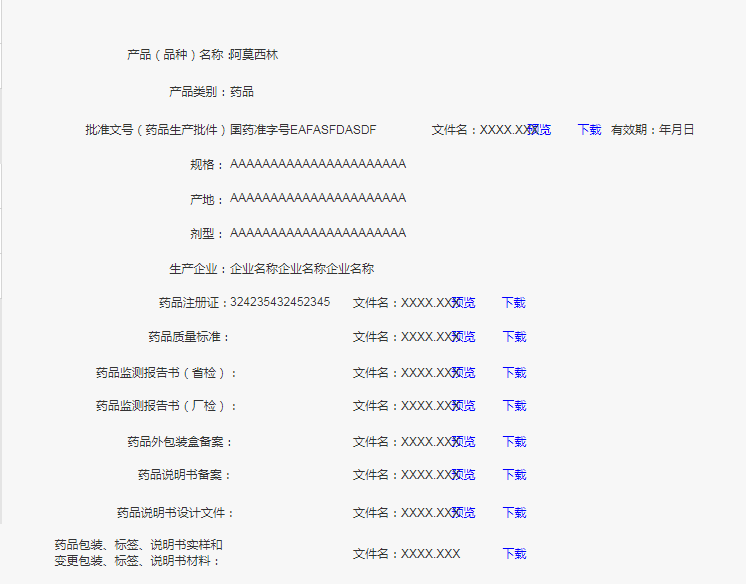 产品（品种）名称：阿莫西林
产品类别：药品
批准文号（药品生产批件）国药准字号EAFASFDASDF 文件名：XXXX.XXX预览 下载 有效期：年月日
规格：AAAAAAAAAAAAAAAAAAAAAA
产地：AAAAAAAAAAAAAAAAAAAAAA
剂型：AAAAAAAAAAAAAAAAAAAAAA
生产企业：企业名称企业名称企业名称
药品注册证：324235432452345 文件名：XXXX.XXX预览 下载
药品质量标准： 文件名：XXXX.XXX预览 下载
药品监测报告书（省检）： 文件名：XXXX.XXX预览 下载
药品监测报告书（厂检）： 文件名：XXXX.XXX预览 下载
药品外包装盒备案： 文件名：XXXX.XXX预览 下载
药品说明书备案： 文件名：XXXX.XXX预览 下载
药品说明书设计文件： 文件名：XXXX.XXX预览 下载
药品包装、标签、说明书实样和
变更包装、标签、说明书材料： 文件名：XXXX.XXX 下载